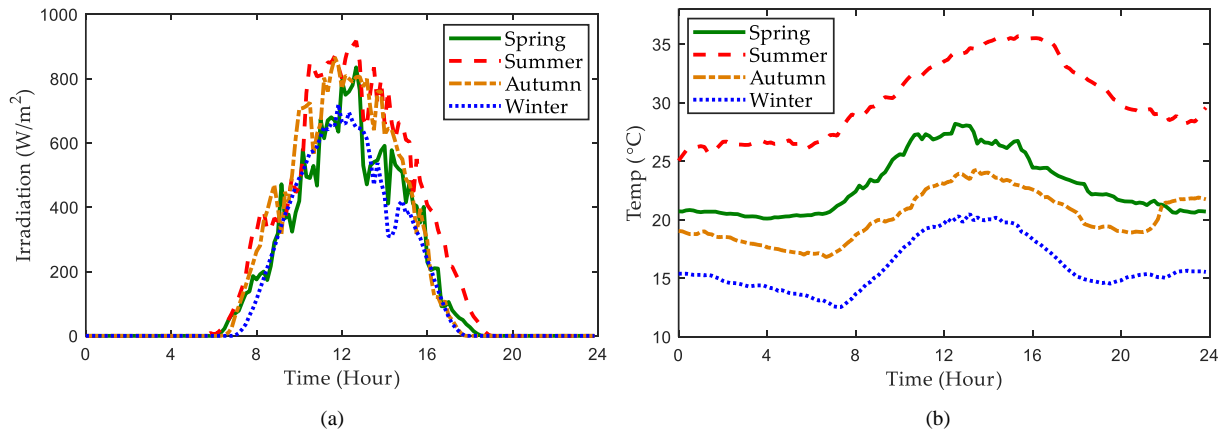 1000
800
600
400
200
0
Irradiation (W/m²)
Spring
Summer
Autumn
Winter
0 4 8 12 16 20 24
Time (Hour)
(a)
35
30
25
20
15
10
Temp (°C)
Spring
Summer
Autumn
Winter
0 4 8 12 16 20 24
Time (Hour)
(b)